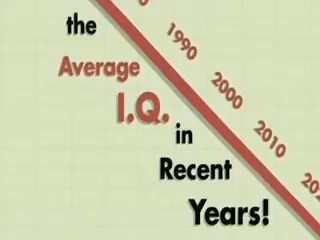 the
Average
I.Q.
in
Recent
Years!
1990
2000
2010